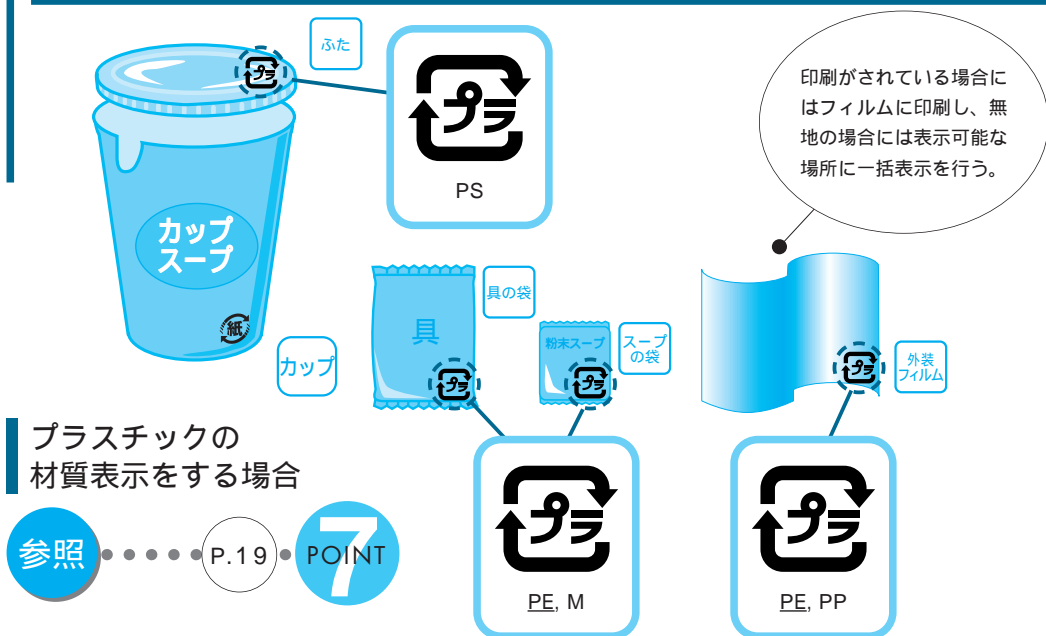 ふた
プラ
プラ
PS
印刷がされている場合に
はフィルムに印刷し、無
地の場合には表示可能な
場所に一括表示を行う。
カップ
スープ
紙
カップ
具
具の袋
プラ
粉末スープ
スープ
の袋
プラ
外装
フィルム
プラ
プラスチックの
材質表示をする場合
参照
P.19
7
POINT
プラ
PE, M
プラ
PE, PP